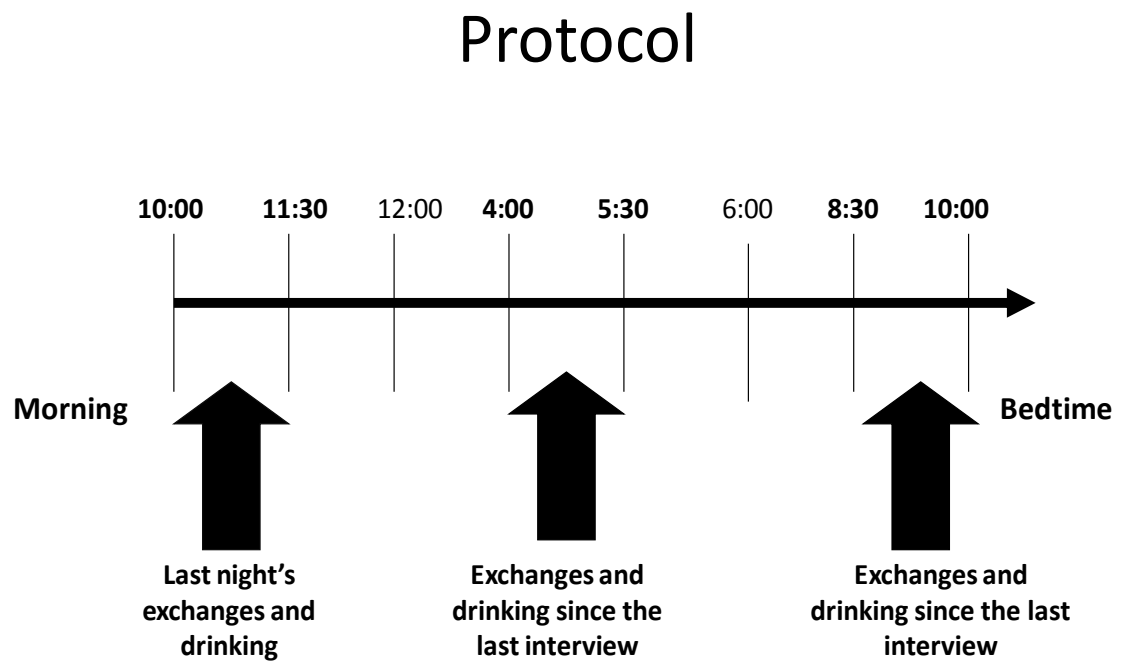 Protocol
10:00 11:30 12:00 4:00 5:30 6:00 8:30 10:00
Morning
Bedtime
Last night's
exchanges and
drinking
Exchanges and
drinking since the
last interview
Exchanges and
drinking since the last
interview